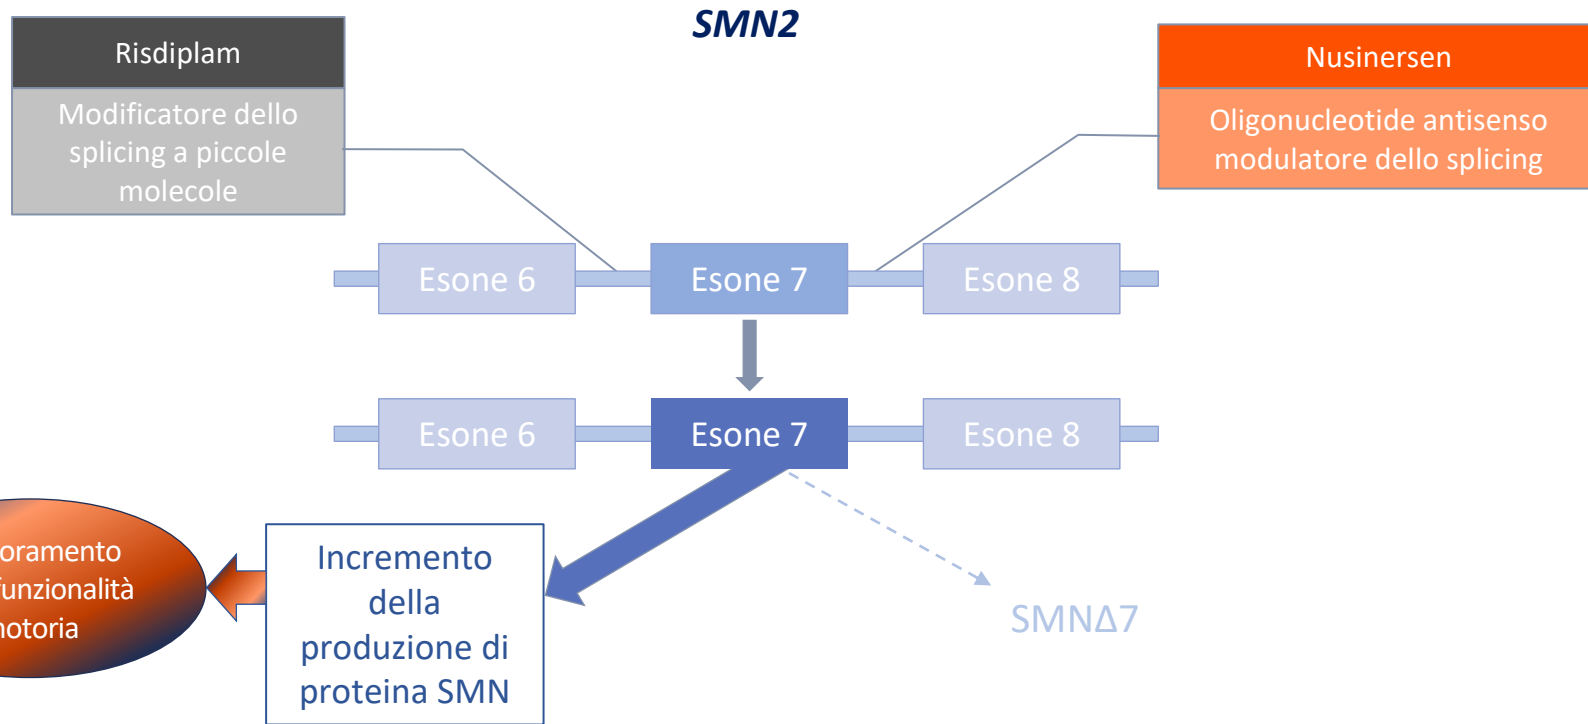 SMN2
Risdiplam
Modificatore dello
splicing a piccole
molecole
Nusinersen
Oligonucleotide antisenso
modulatore dello splicing
Esone 6
Esone 7
Esone 8
Esone 6
Esone 7
Esone 8
funzionalità
Incremento
della
produzione di
proteina SMN
SMNΔ7